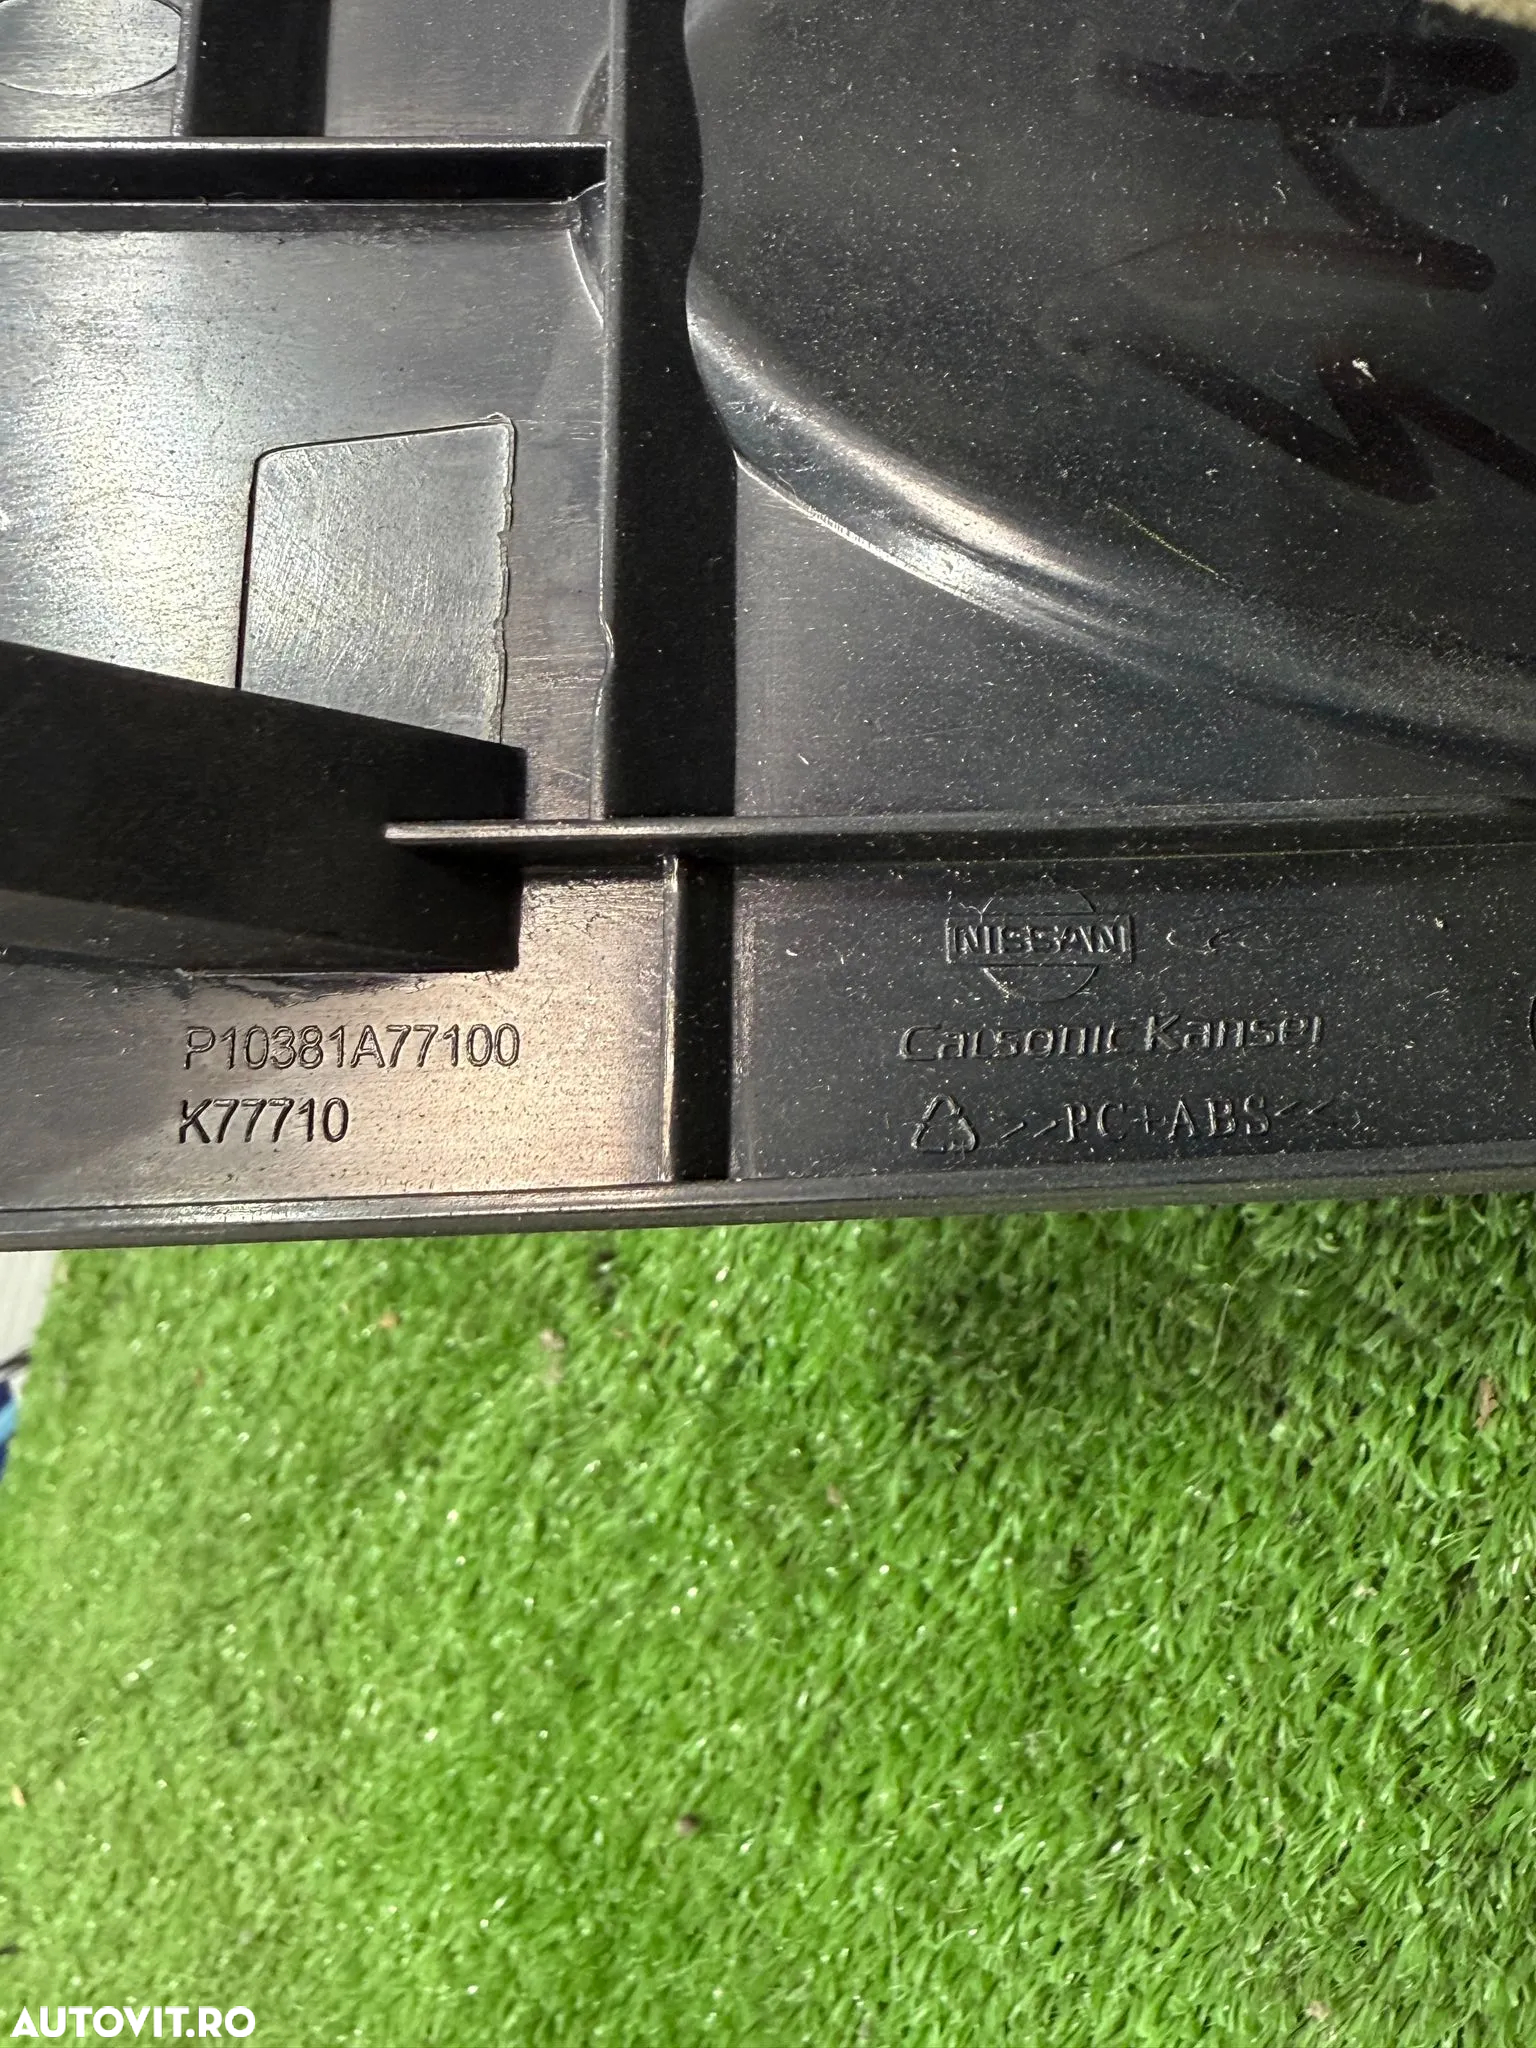 NISSAN
Calsonic Kansei
>>PC+ABS<<
P10381A77100
K77710
AUTOVIT.RO